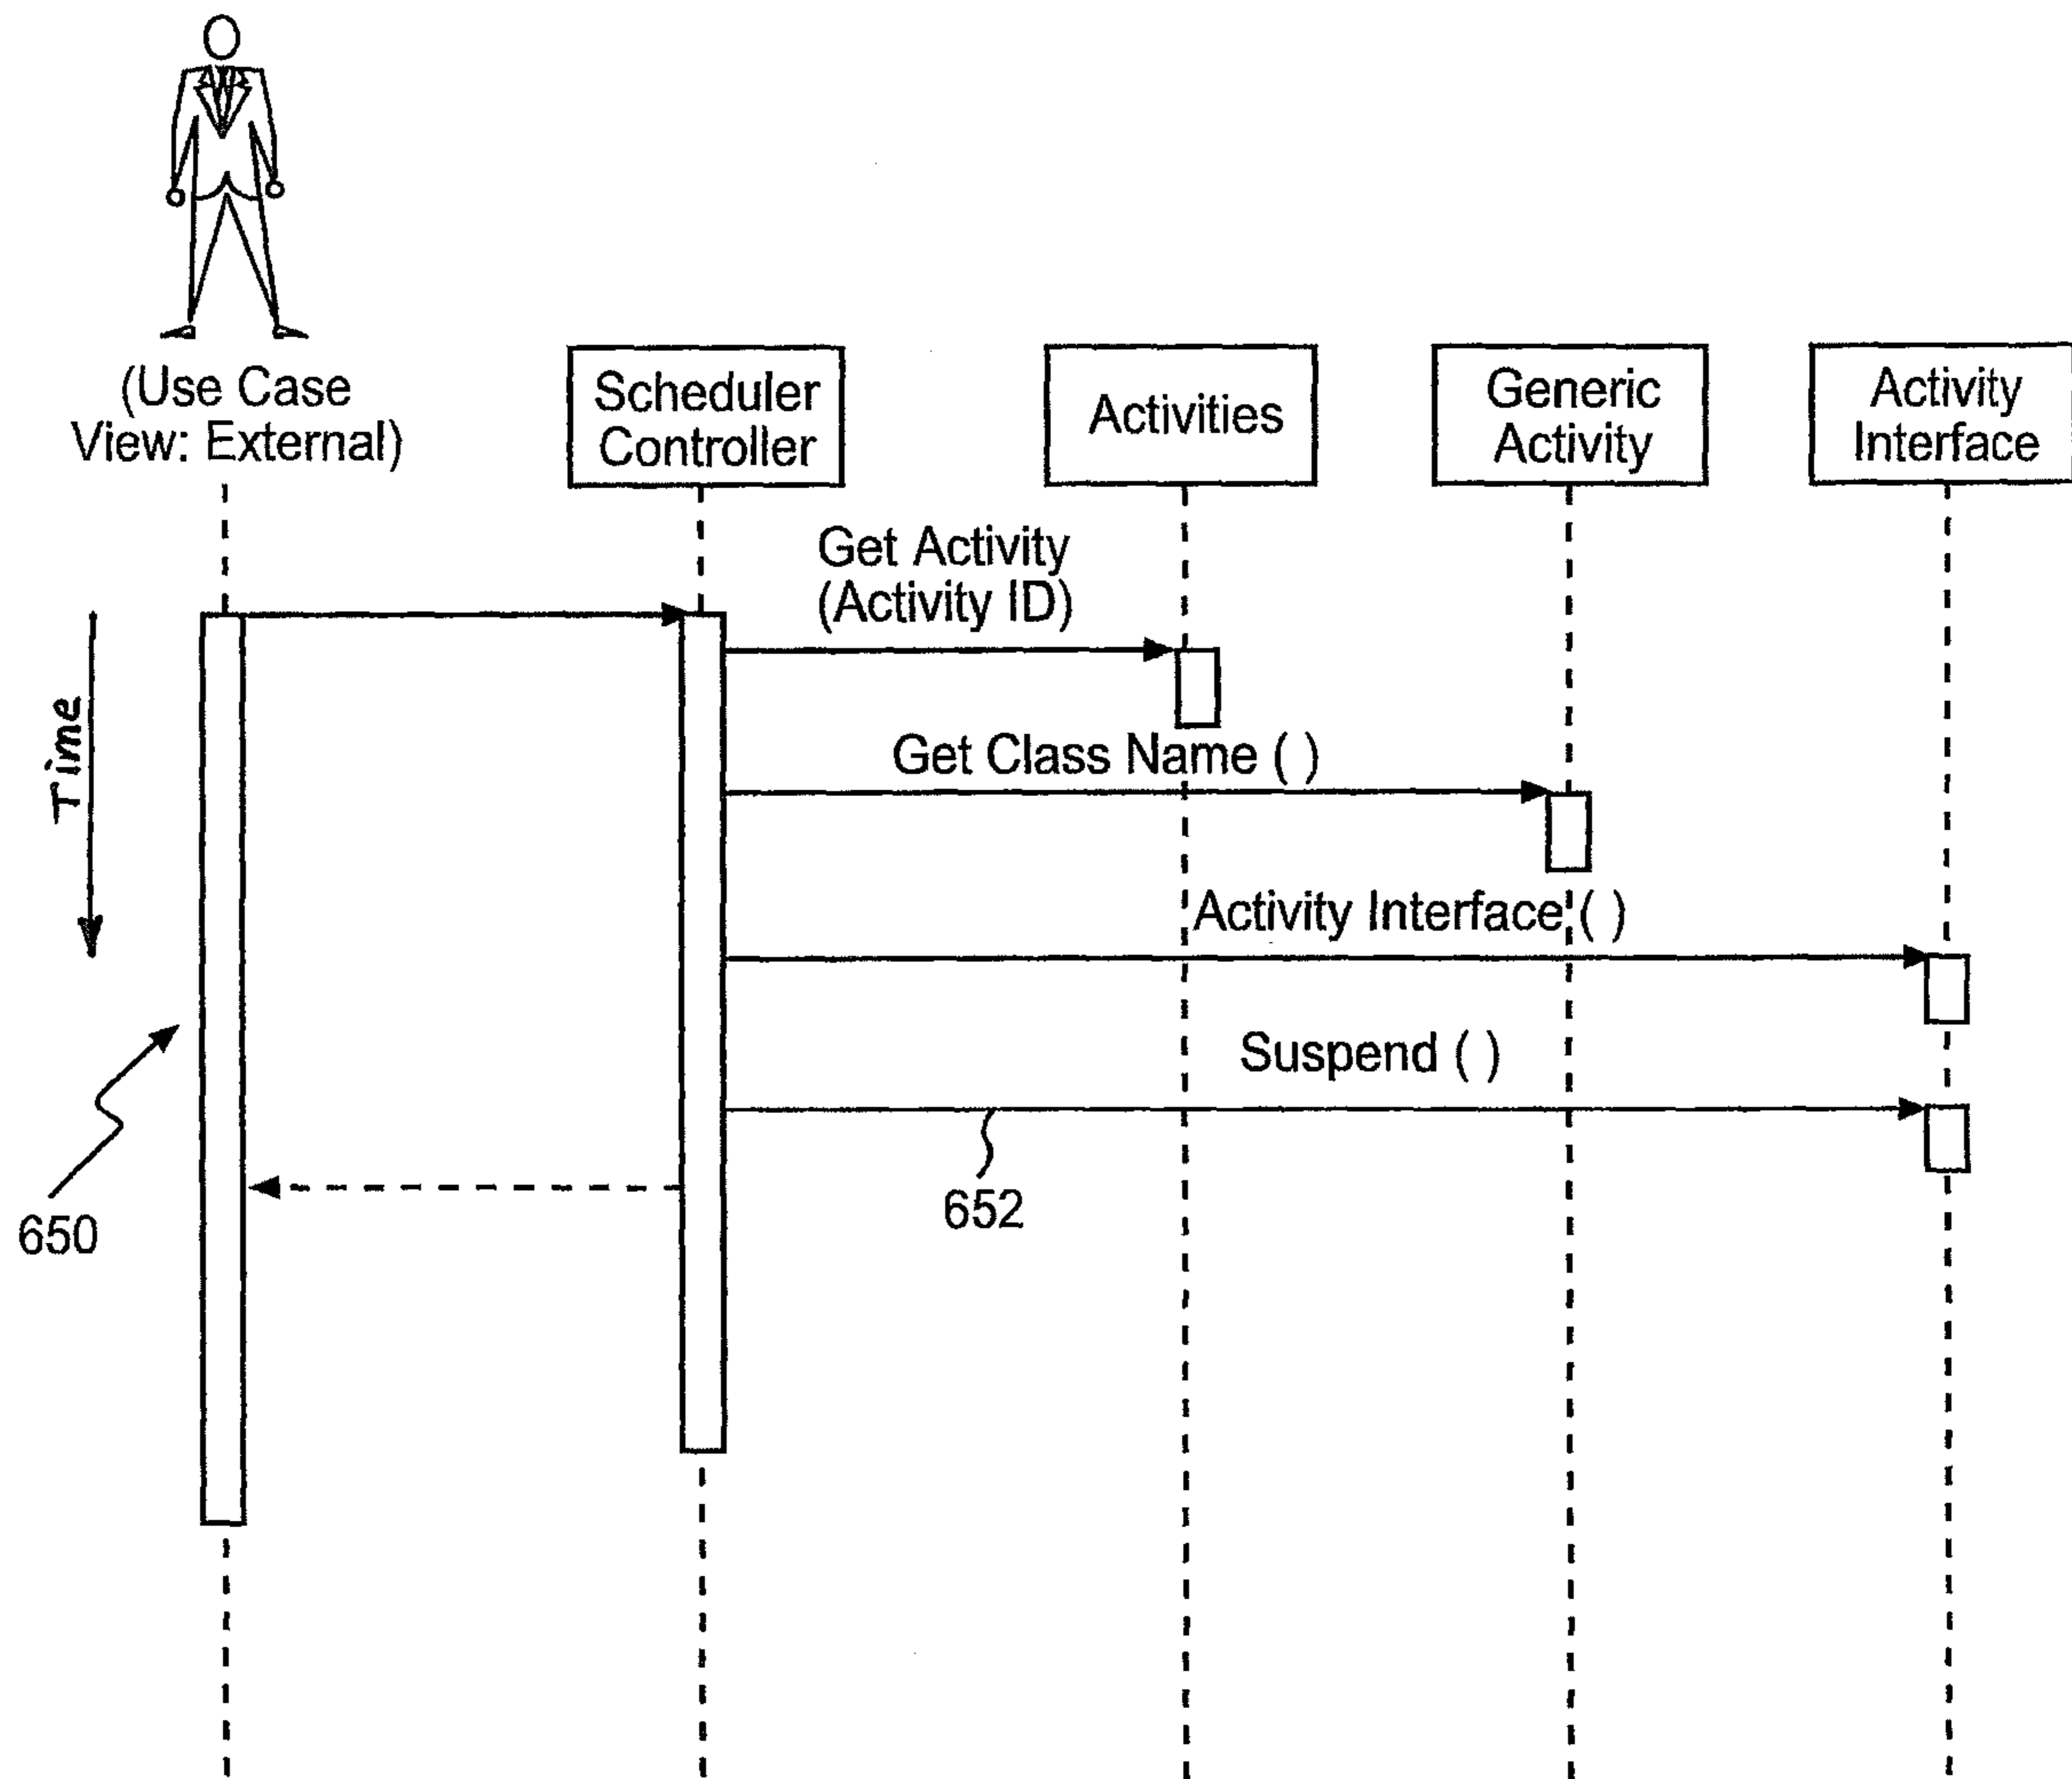 (Use Case
View: External)
Scheduler
Controller
Activities
Generic
Activity
Activity
Interface
Get Activity
(Activity ID)
Time
Get Class Name ( )
Activity Interface ( )
Suspend ( )
652
650